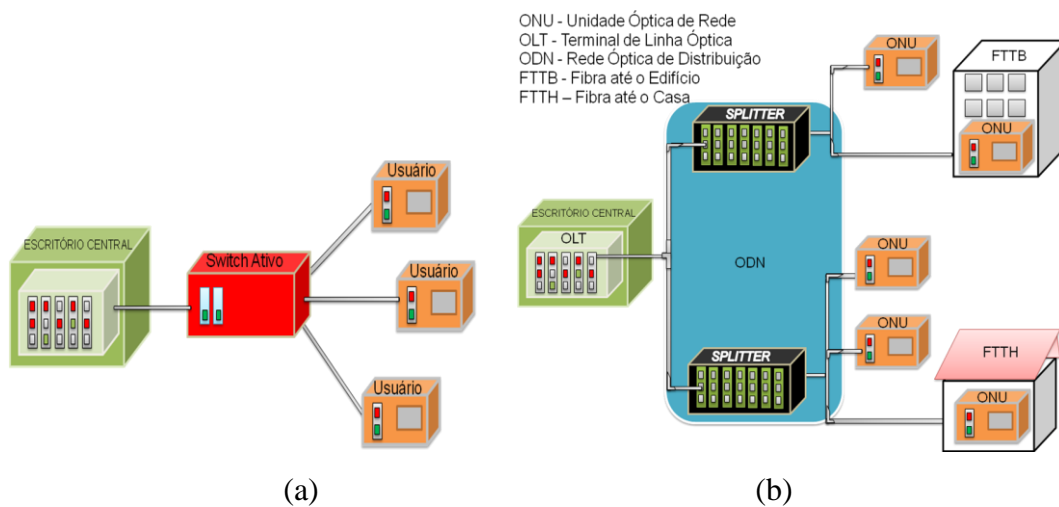 ONU - Unidade Óptica de Rede
OLT - Terminal de Linha Óptica
ODN - Rede Óptica de Distribuição
FTTB - Fibra até o Edifício
FTTH – Fibra até o Casa
ESCRITÓRIO CENTRAL
Switch Ativo
Usuário
Usuário
Usuário
(a)
ESCRITÓRIO CENTRAL
OLT
SPLITTER
ODN
SPLITTER
ONU
FTTB
ONU
ONU
ONU
FTTH
ONU
(b)